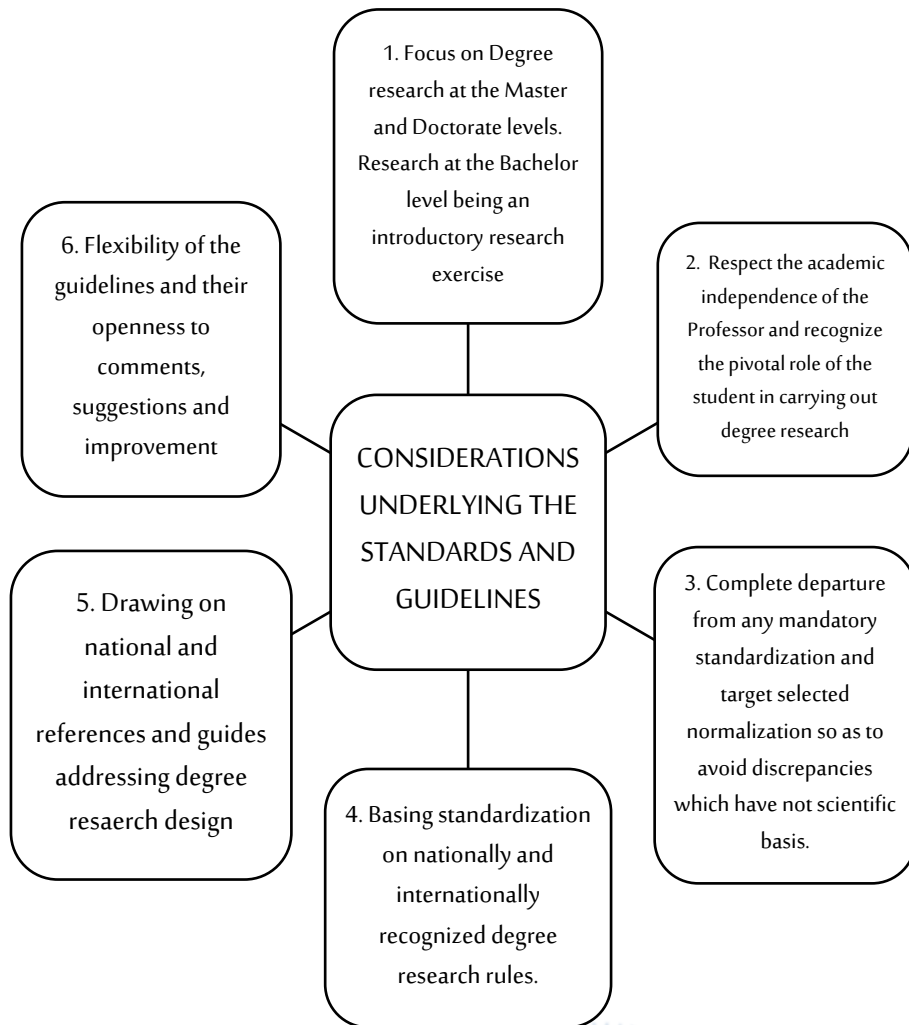 1. Focus on Degree
research at the Master
and Doctorate levels.
Research at the Bachelor
level being an
introductory research
exercise
2. Respect the academic
independence of the
Professor and recognize
the pivotal role of the
student in carrying out
degree research
3. Complete departure
from any mandatory
standardization and
target selected
normalization so as to
avoid discrepancies
which have not scientific
basis.
4. Basing standardization
on nationally and
internationally
recognized degree
research rules.
5. Drawing on
national and
international
references and guides
addressing degree
resaerch design
6. Flexibility of the
guidelines and their
openness to
comments,
suggestions and
improvement
CONSIDERATIONS
UNDERLYING THE
STANDARDS AND
GUIDELINES